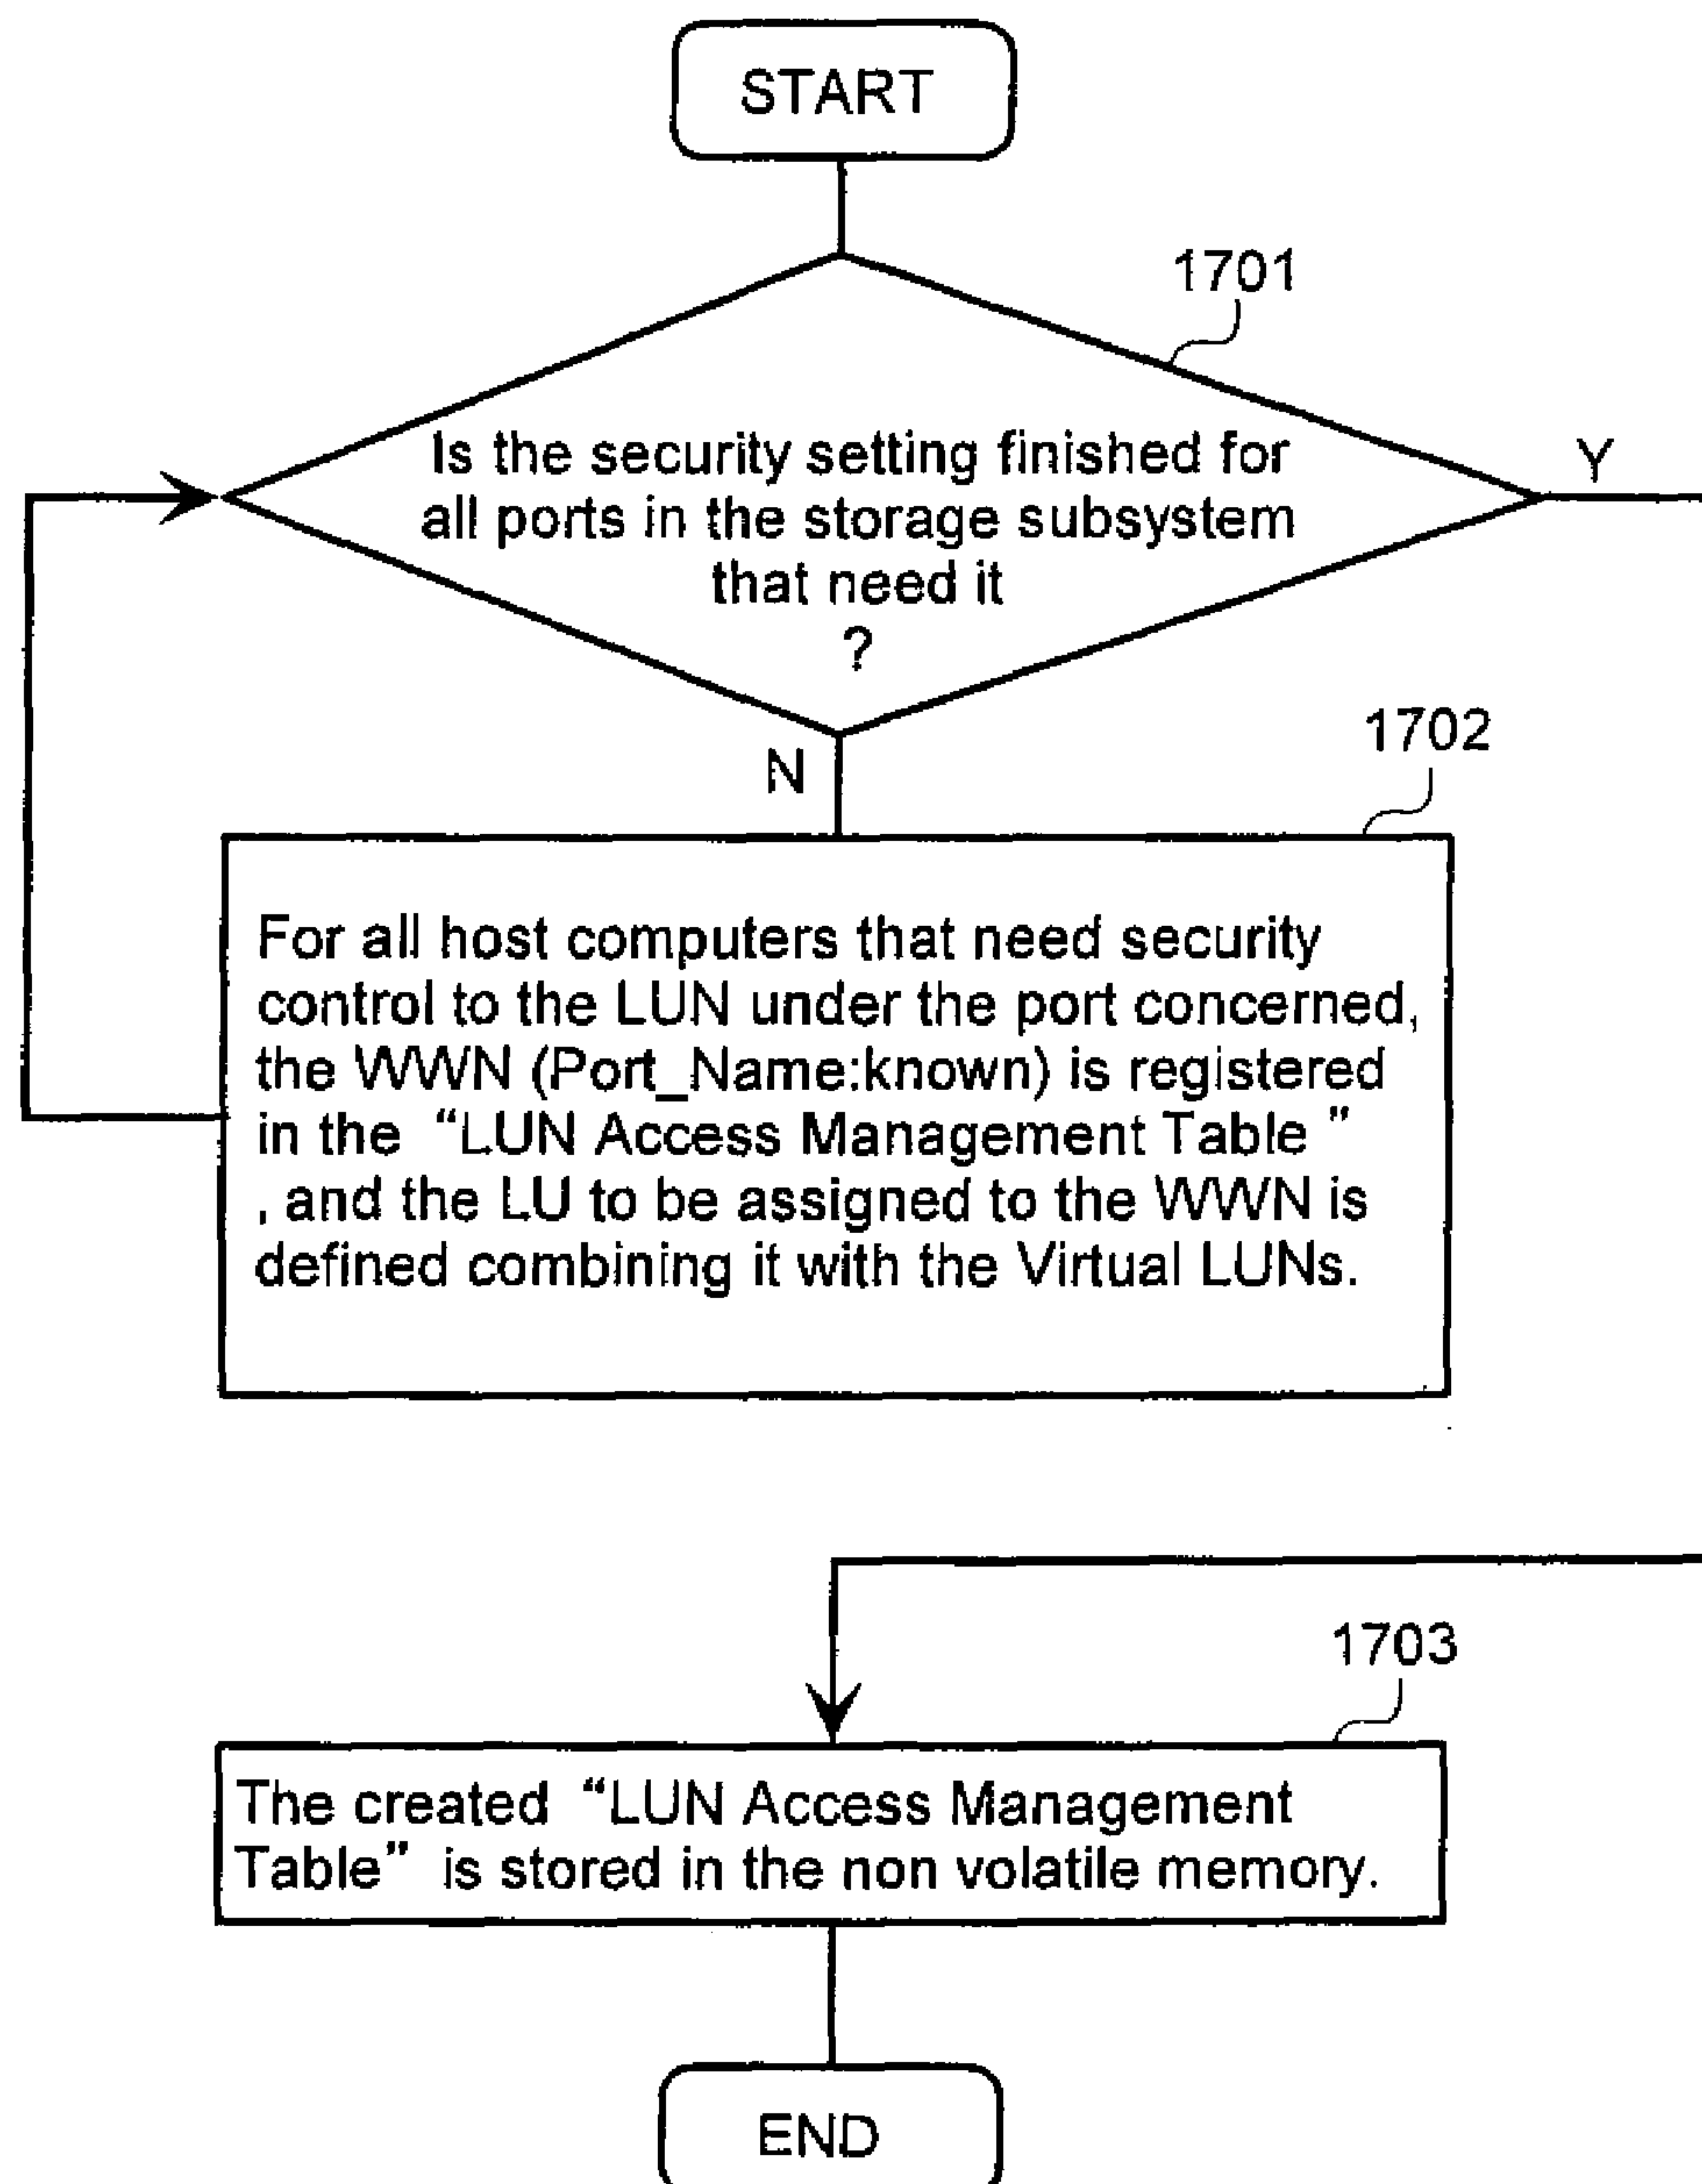 START
1701
Is the security setting finished for
all ports in the storage subsystem
that need it
?
Y
N
1702
For all host computers that need security
control to the LUN under the port concerned,
the WWN (Port_Name:known) is registered
in the “LUN Access Management Table ”
, and the LU to be assigned to the WWN is
defined combining it with the Virtual LUNs.
1703
The created “LUN Access Management
Table” is stored in the non volatile memory.
END